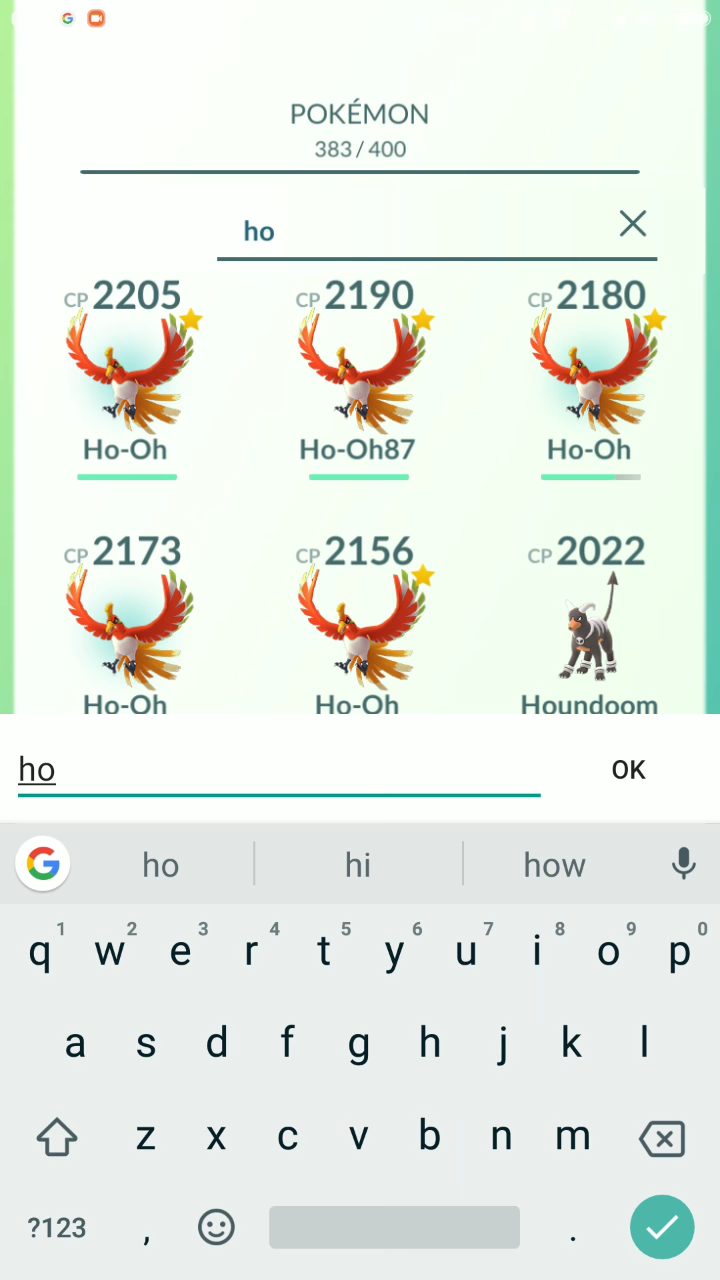 POKÉMON
383 / 400
ho
CP 2205 CP 2190 CP 2180
Ho-Oh Ho-Oh87 Ho-Oh
CP 2173 CP 2156 CP 2022
Ho-Oh Ho-Oh Houndoom
ho OK
ho hi how
1 2 3 4 5 6 7 8 9 0
q w e r t y u i o p
a s d f g h j k l
z x c v b n m
?123 , .